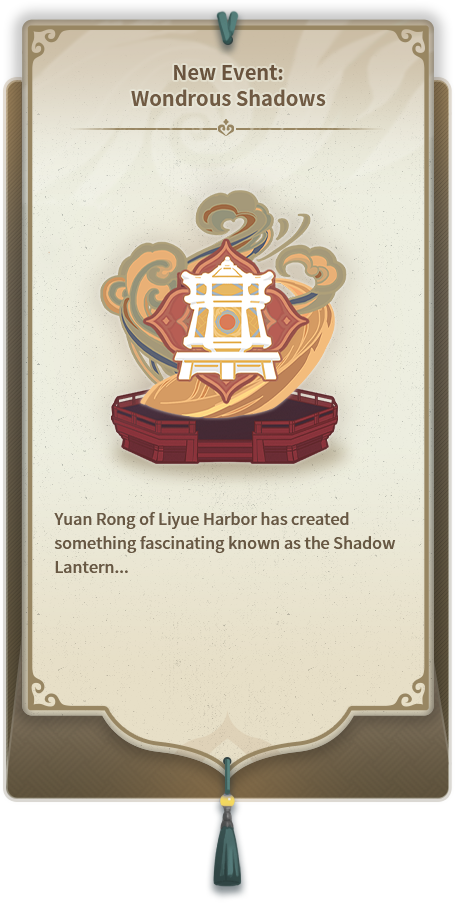 New Event:
Wondrous Shadows
Yuan Rong of Liyue Harbor has created
something fascinating known as the Shadow
Lantern...